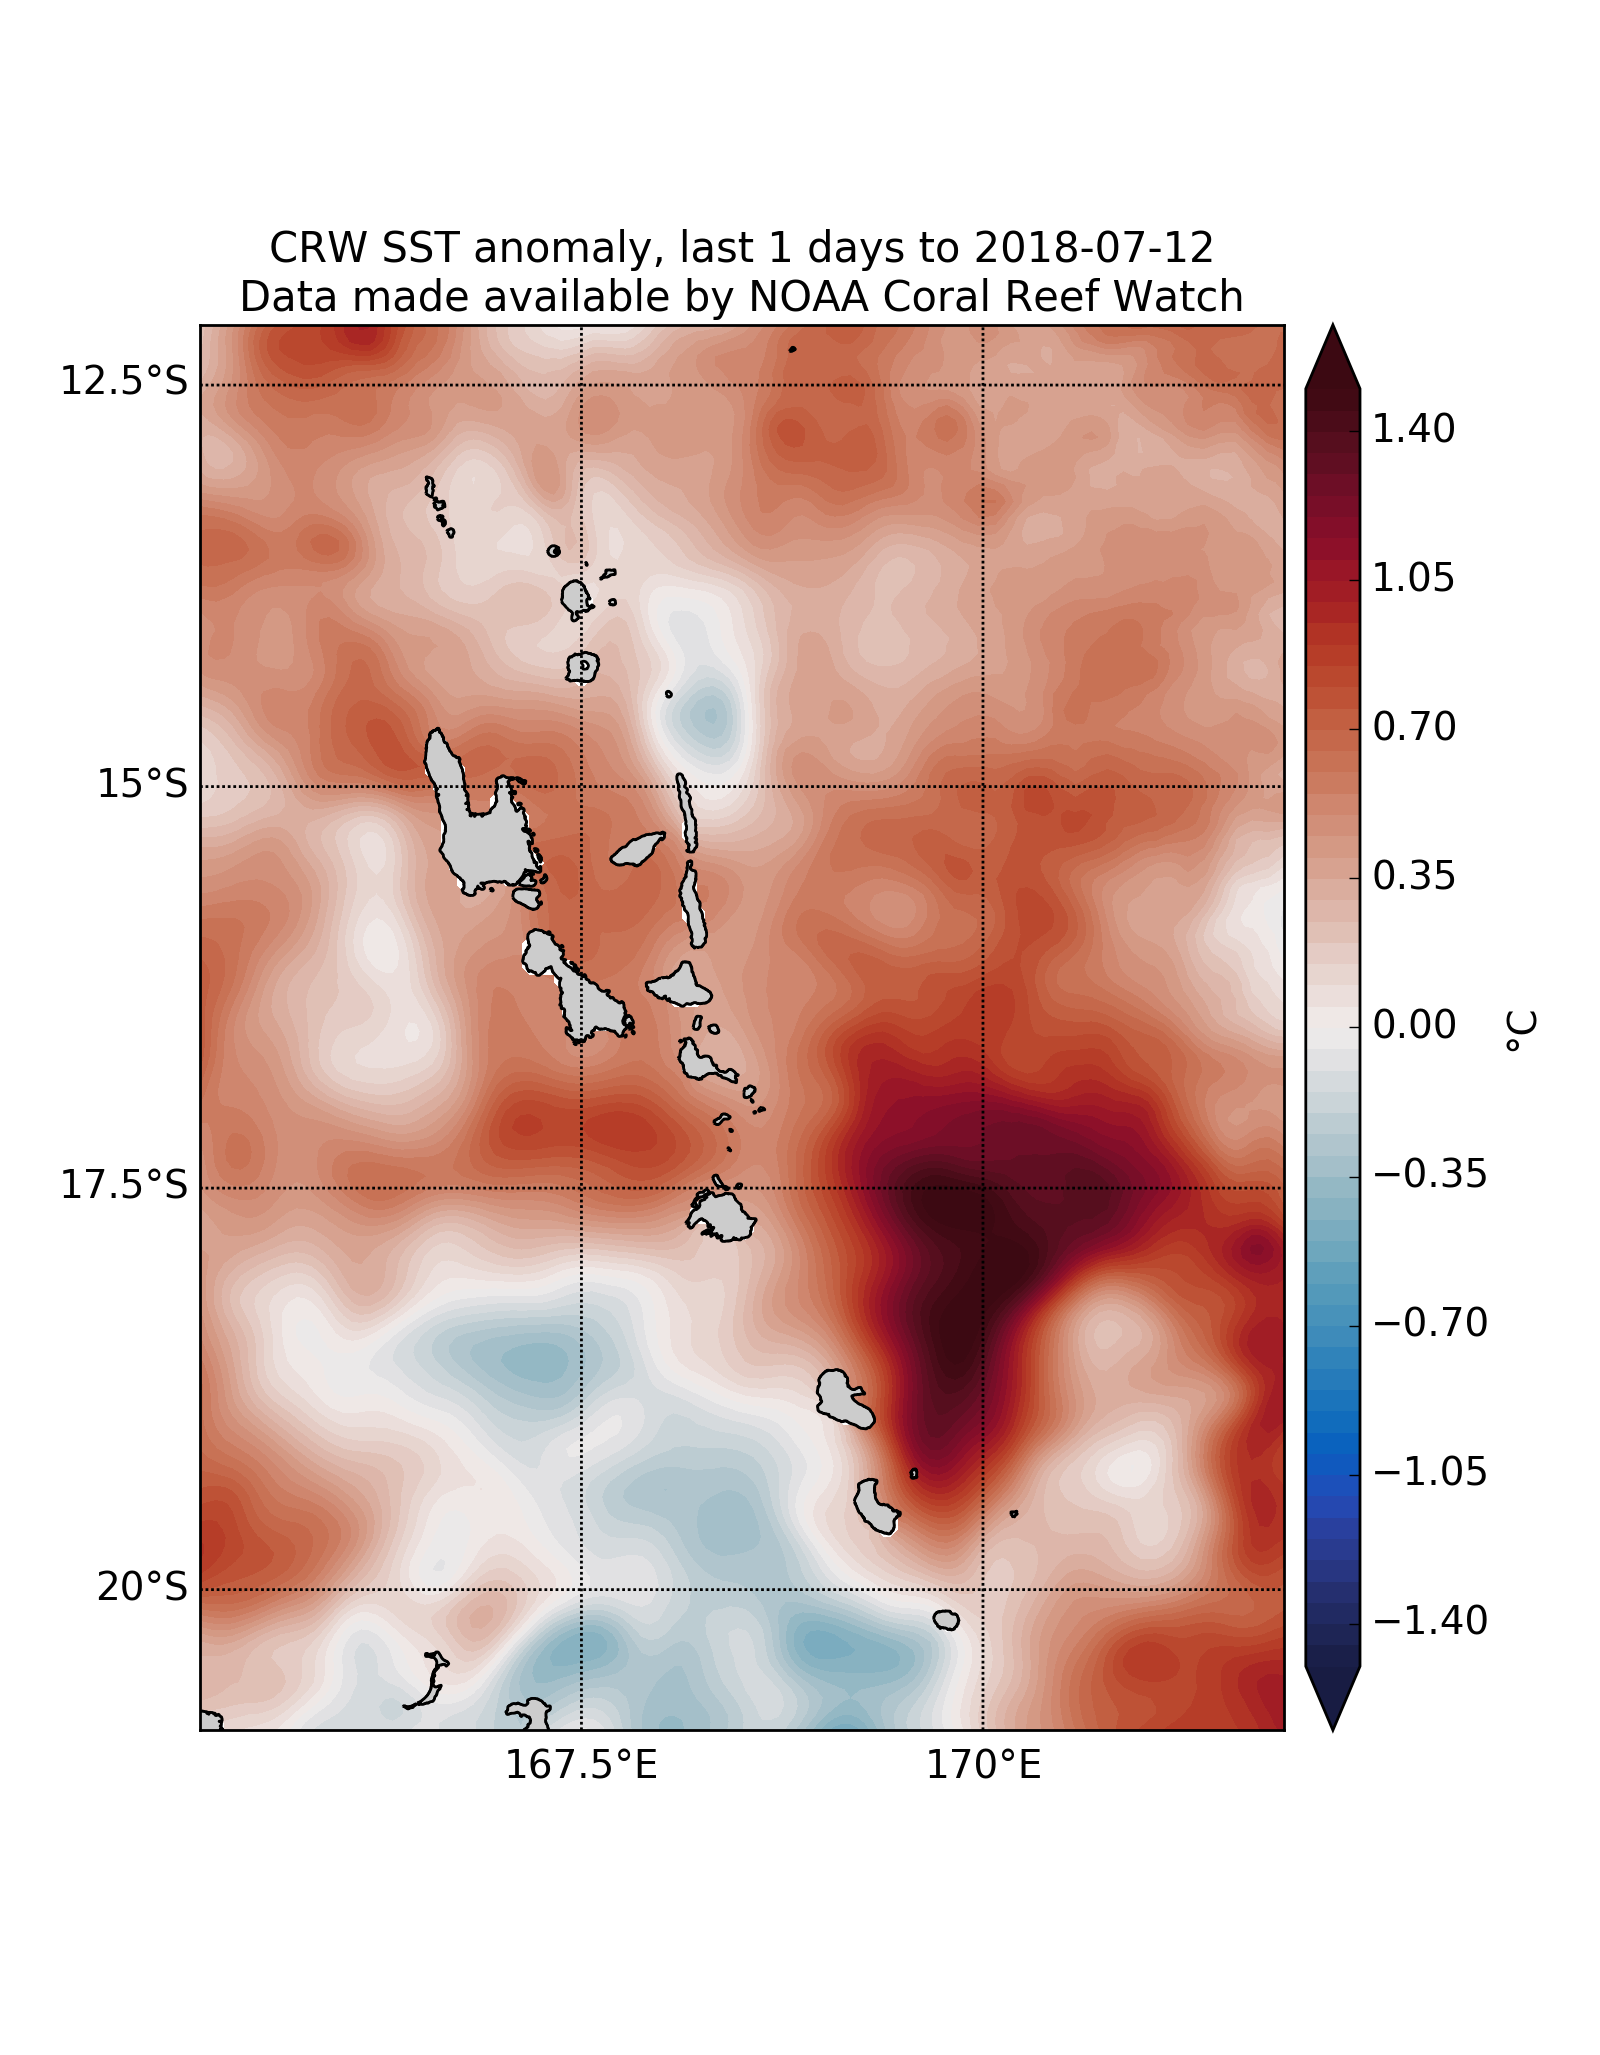 CRW SST anomaly, last 1 days to 2018-07-12
Data made available by NOAA Coral Reef Watch
12.5°S
15°S
17.5°S
20°S
167.5°E
170°E
1.40
1.05
0.70
0.35
0.00
−0.35
−0.70
−1.05
−1.40
°C